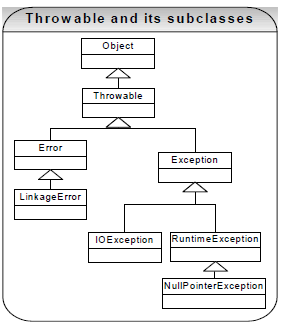 Throwable and its subclasses
Object
Throwable
Error
Exception
LinkageError
IOException
RuntimeException
NullPointerException